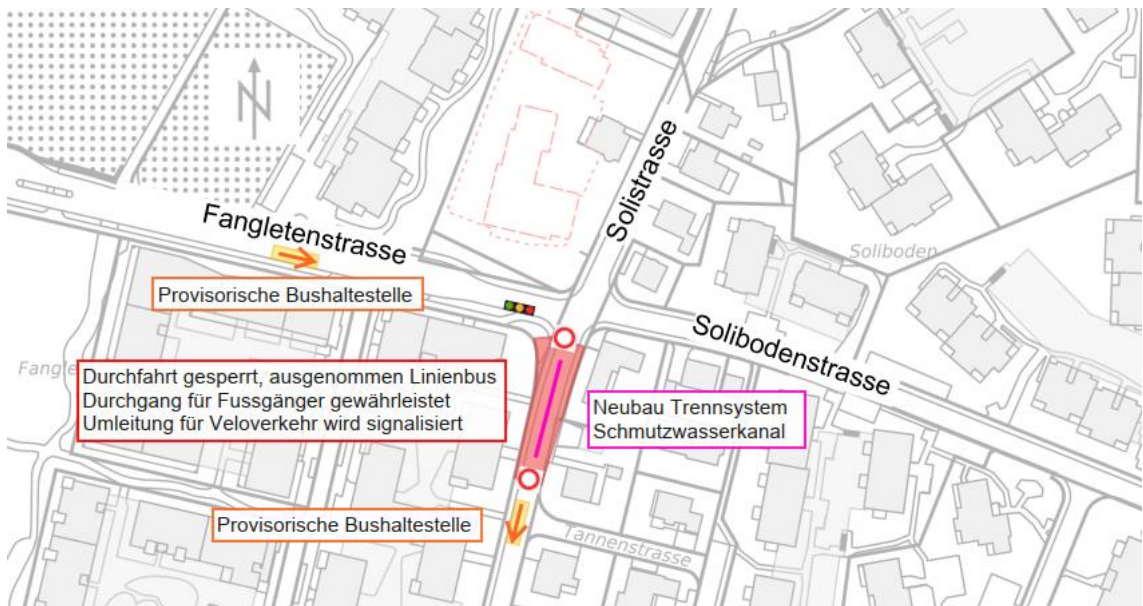 N
Solistrasse
Fangletenstrasse
Soliboden
Provisorische Bushaltestelle
Solibodenstrasse
Durchfahrt gesperrt, ausgenommen Linienbus
Durchgang für Fussgänger gewährleistet
Umleitung für Veloverkehr wird signalisiert
Neubau Trennsystem
Schmutzwasserkanal
Provisorische Bushaltestelle
Tannenstrasse